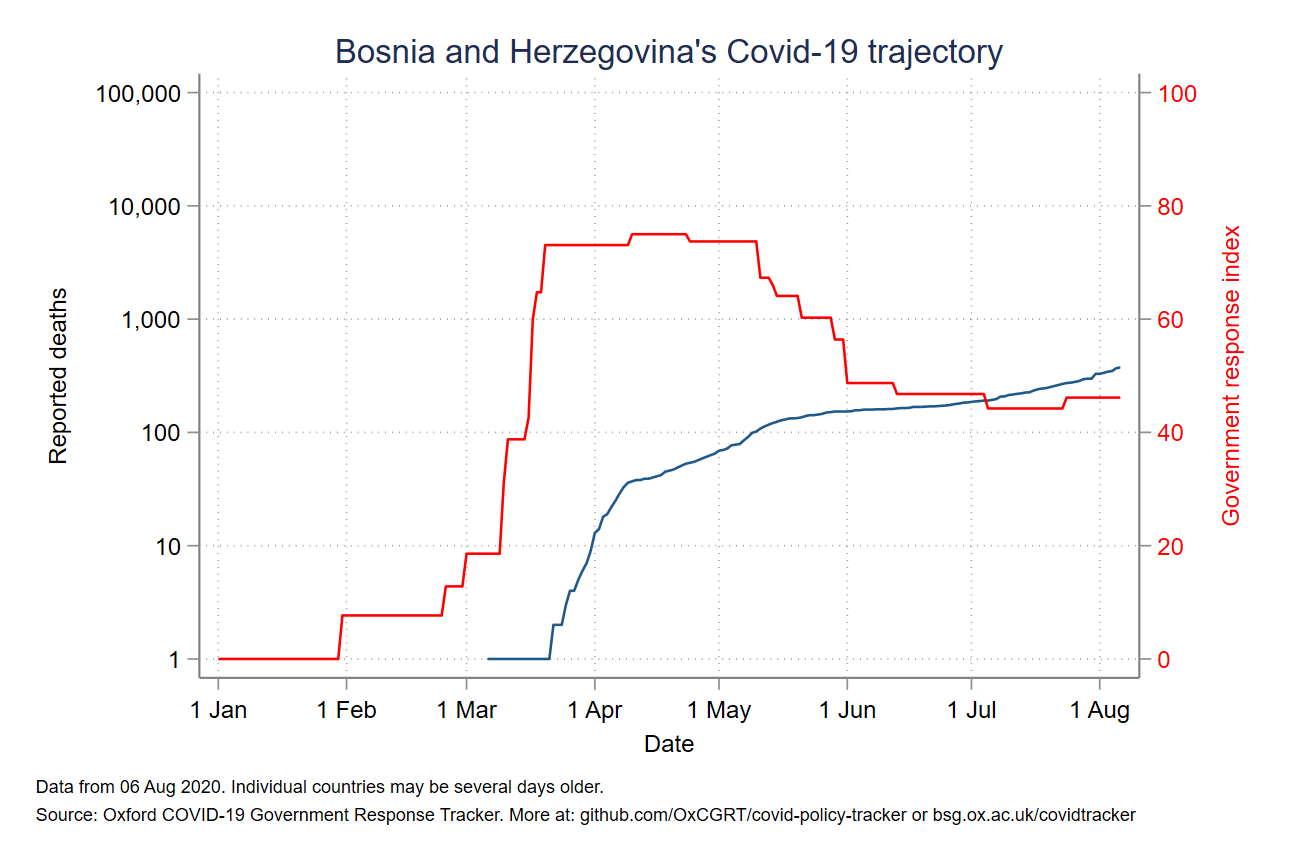 Bosnia and Herzegovina's Covid-19 trajectory
100,000
10,000
1,000
100
10
1
Reported deaths
100
80
60
40
20
0
Government response index
1 Jan 1 Feb 1 Mar 1 Apr 1 May 1 Jun 1 Jul 1 Aug
Date
Data from 06 Aug 2020. Individual countries may be several days older.
Source: Oxford COVID-19 Government Response Tracker. More at: github.com/OxCGRT/covid-policy-tracker or bsg.ox.ac.uk/covidtracker